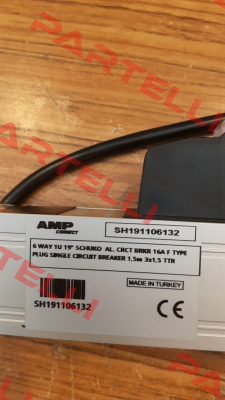 PARTELLI
AMP
CONNECT
SH191106132
6 WAY 1U 19" SCHUKO AL. CRCT BRKR 16A F TYPE
PLUG SINGLE CIRCUIT BREAKER 1,5m 3x1,5 TTR
SH191106132
MADE IN TURKEY
PARTELLI
PARTELLI